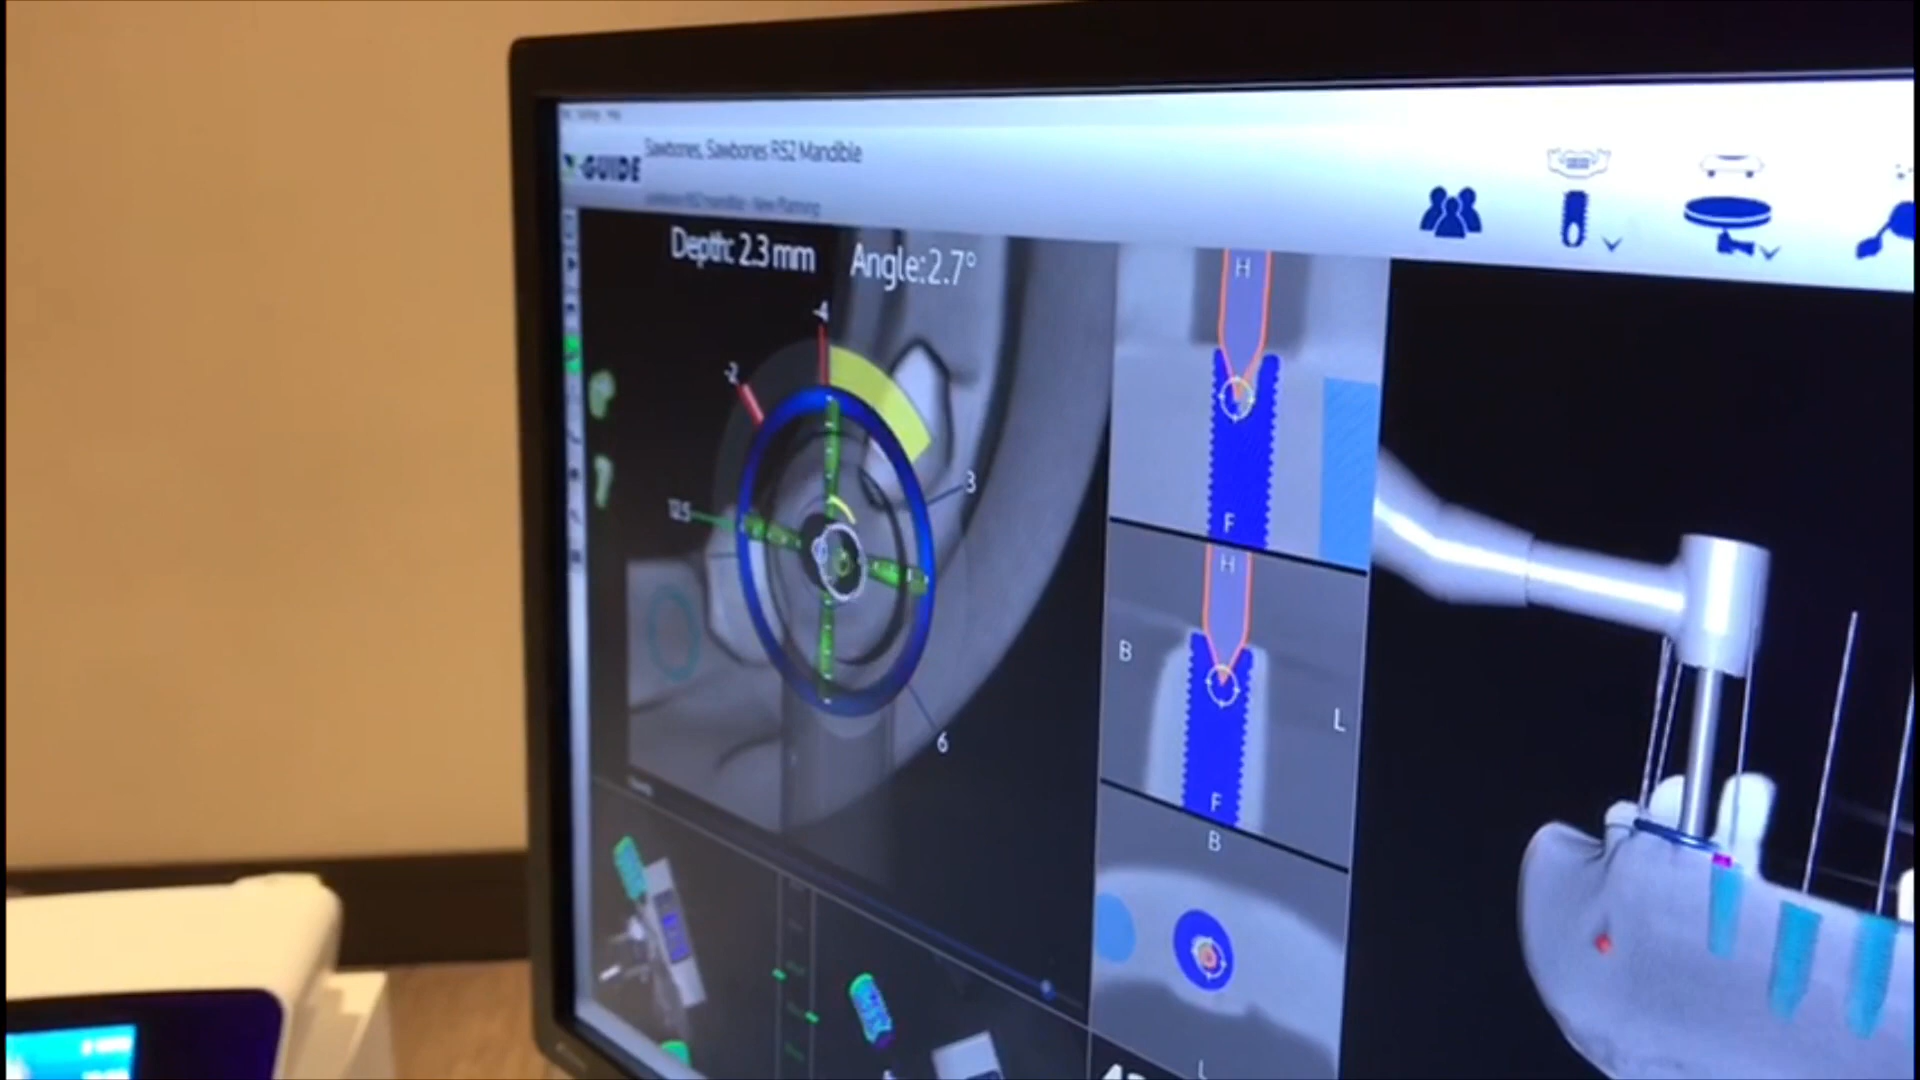 Sawbones, Sawbones RS2 Mandible
X-GUIDE
Depth: 2.3 mm Angle: 2.7°
-4
-2
3
12.5
6
H
F
H
B
L
F
B
L